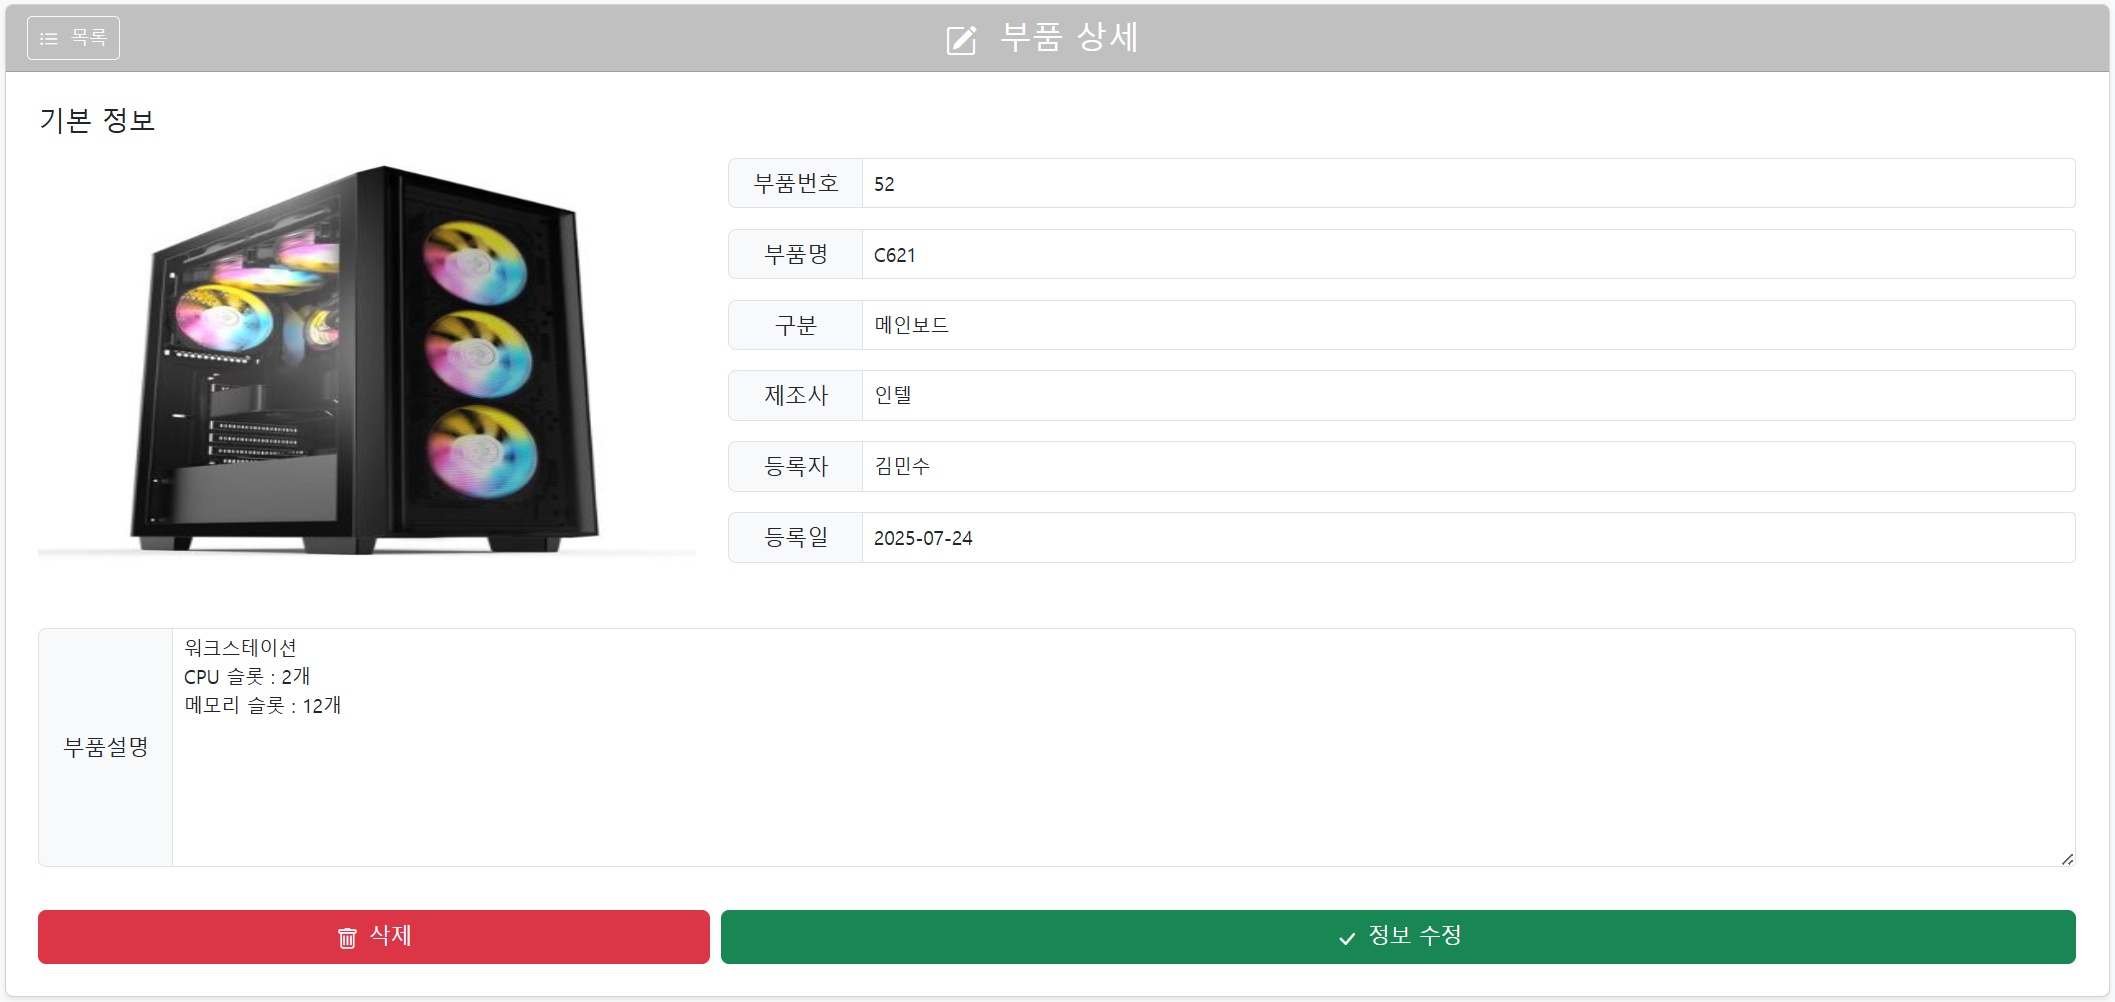 목록
부품 상세
기본 정보
부품번호 52
부품명 C621
구분 메인보드
제조사 인텔
등록자 김민수
등록일 2025-07-24
부품설명
워크스테이션
CPU 슬롯 : 2개
메모리 슬롯 : 12개
삭제
정보 수정